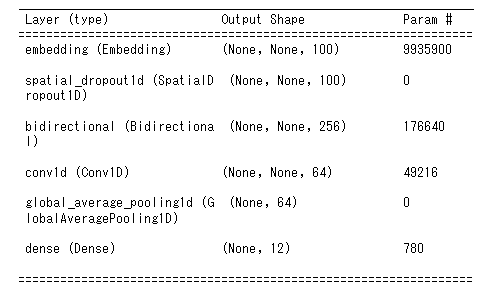 Layer (type) Output Shape Param #
=================================================================
embedding (Embedding) (None, None, 100) 9935900
spatial_dropout1d (SpatialD (None, None, 100) 0
ropout1D)
bidirectional (Bidirectiona (None, None, 256) 176640
l)
conv1d (Conv1D) (None, None, 64) 49216
global_average_pooling1d (G (None, 64) 0
lobalAveragePooling1D)
dense (Dense) (None, 12) 780
=================================================================